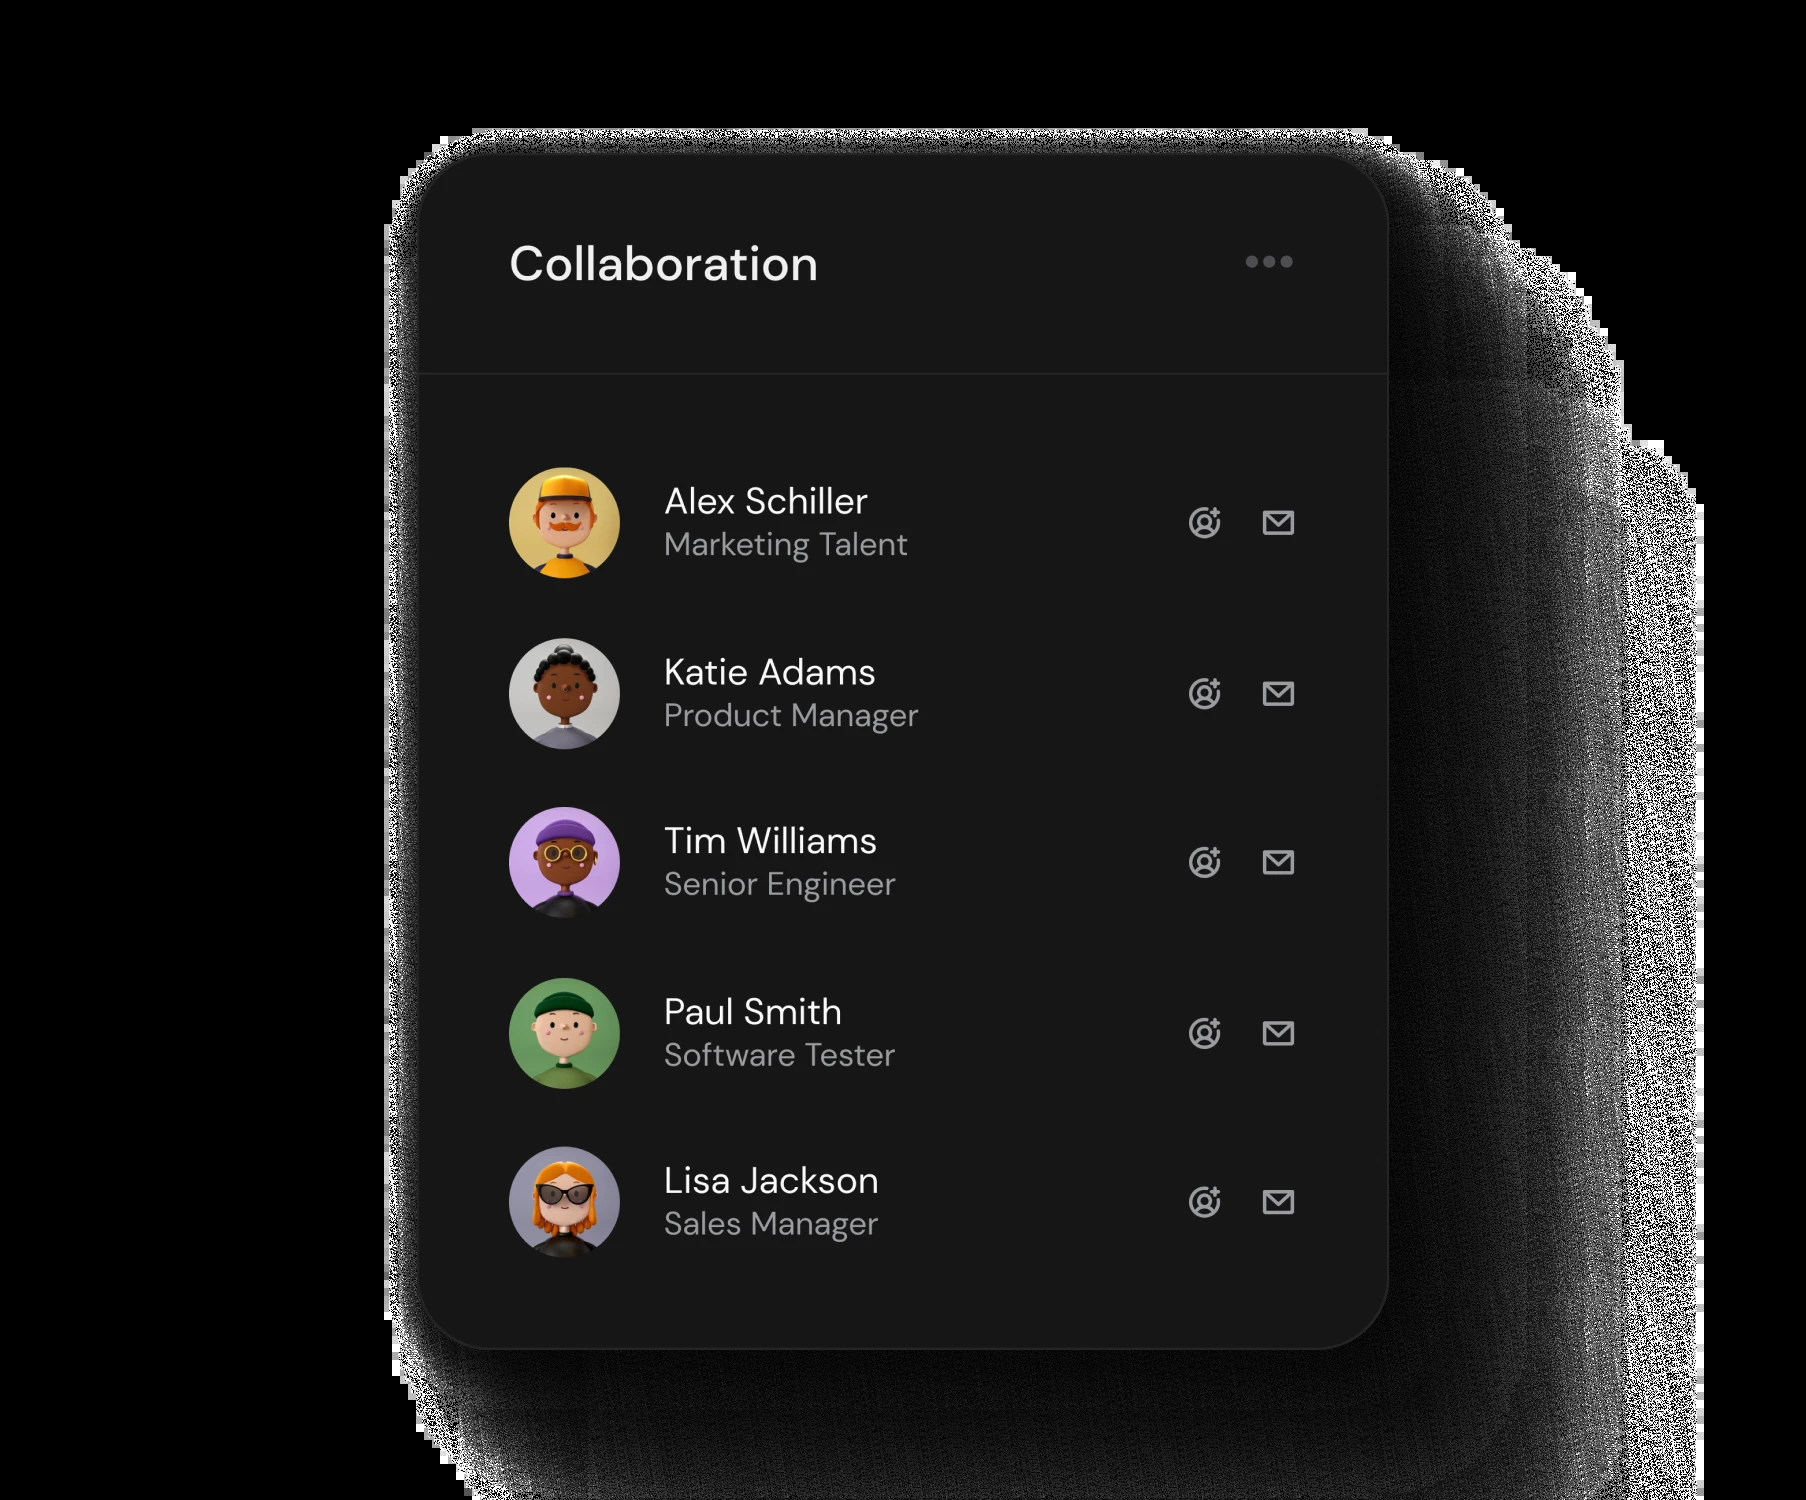 Collaboration
Alex Schiller
Marketing Talent
Katie Adams
Product Manager
Tim Williams
Senior Engineer
Paul Smith
Software Tester
Lisa Jackson
Sales Manager